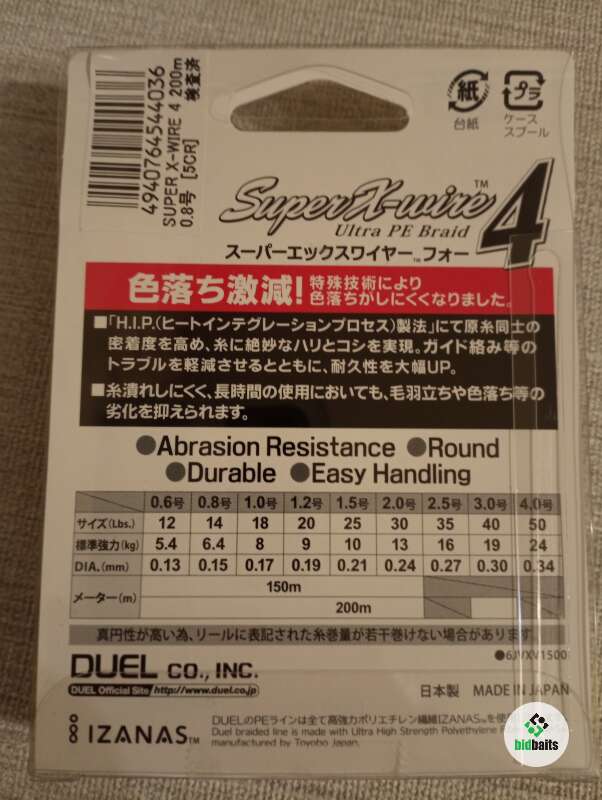 4940764544036
SUPER X-WIRE 4 200m
0.8号 [5CR] 検査済
紙
台紙
プラ
ケース
スプール
Super X-wire™ 4
Ultra PE Braid
スーパーエックスワイヤー™フォー
色落ち激減! 特殊技術により
色落ちがしにくくなりました。
■「H.I.P.(ヒートインテグレーションプロセス)製法」にて原糸同士の
密着度を高め、糸に絶妙なハリとコシを実現。ガイド絡み等の
トラブルを軽減させるとともに、耐久性を大幅UP。
■糸潰れしにくく、長時間の使用においても、毛羽立ちや色落ち等の
劣化を抑えられます。
●Abrasion Resistance ●Round
●Durable ●Easy Handling
0.6号 0.8号 1.0号 1.2号 1.5号 2.0号 2.5号 3.0号 4.0号
サイズ(Lbs.) 12 14 18 20 25 30 35 40 50
標準強力(kg) 5.4 6.4 8 9 10 13 16 19 24
DIA.(mm) 0.13 0.15 0.17 0.19 0.21 0.24 0.27 0.30 0.34
メーター(m) 150m
200m
真円性が高い為、リールに表記された糸巻量が若干巻けない場合があります。
●6JVXV1500
DUEL CO., INC.
DUEL Official Site http://www.duel.co.jp
日本製 MADE IN JAPAN
IZANAS™
DUELのPEラインは全て高強力ポリエチレン繊維IZANAS™を使
Duel braided line is made with Ultra High Strength Polyethylene
manufactured by Toyobo Japan.
bidbaits